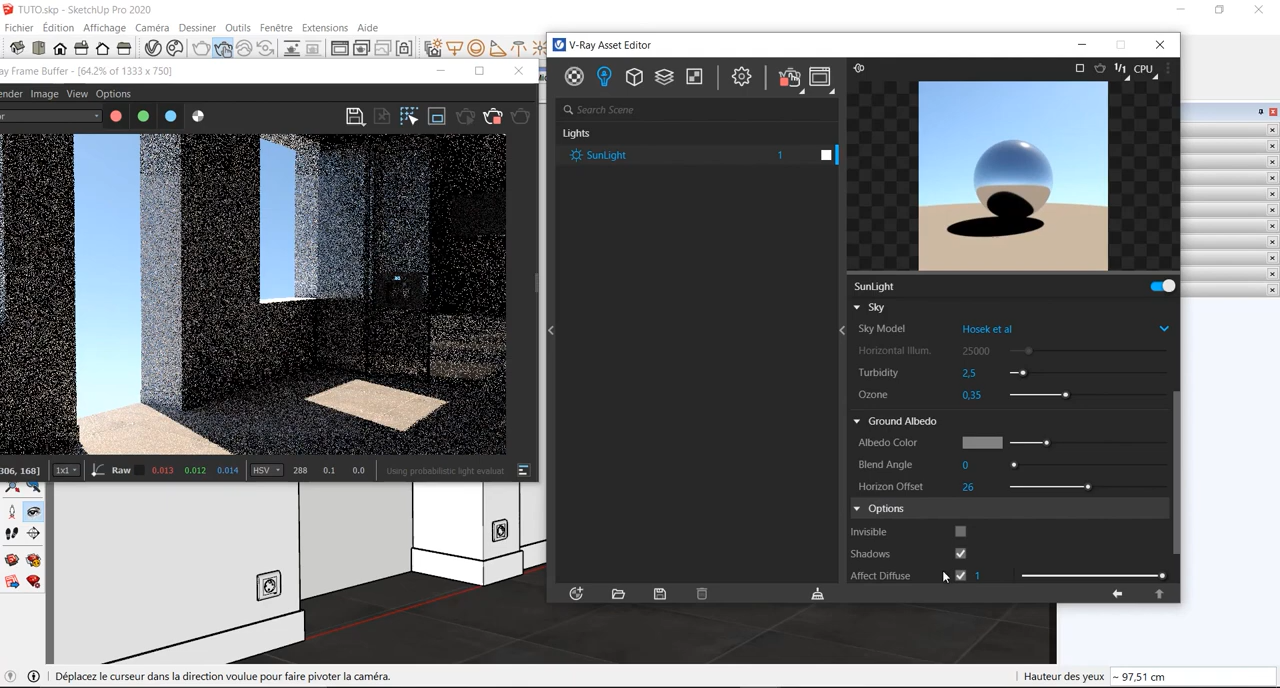 TUTO.skp - SketchUp Pro 2020
Fichier Édition Affichage Caméra Dessiner Outils Fenêtre Extensions Aide
ay Frame Buffer - [64.2% of 1333 x 750]
ender Image View Options
or
306, 168] 1x1 Raw 0.013 0.012 0.014 HSV 288 0.1 0.0 Using probabilistic light evaluat
V-Ray Asset Editor
1/1 CPU
Search Scene
Lights
SunLight 1
SunLight
Sky
Sky Model Hosek et al
Horizontal Illum. 25000
Turbidity 2,5
Ozone 0,35
Ground Albedo
Albedo Color
Blend Angle 0
Horizon Offset 26
Options
Invisible
Shadows
Affect Diffuse 1
Déplacez le curseur dans la direction voulue pour faire pivoter la caméra.
Hauteur des yeux ~ 97,51 cm